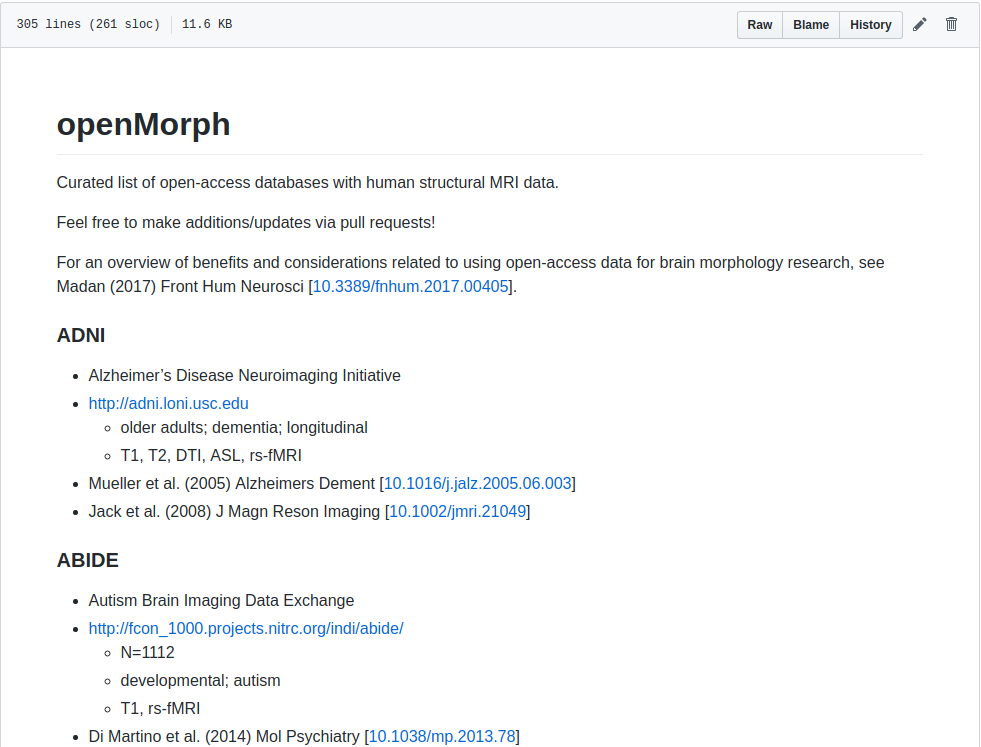 305 lines (261 sloc) 11.6 KB Raw Blame History
openMorph
Curated list of open-access databases with human structural MRI data.
Feel free to make additions/updates via pull requests!
For an overview of benefits and considerations related to using open-access data for brain morphology research, see
Madan (2017) Front Hum Neurosci [10.3389/fnhum.2017.00405].
ADNI
• Alzheimer’s Disease Neuroimaging Initiative
• http://adni.loni.usc.edu
◦ older adults; dementia; longitudinal
◦ T1, T2, DTI, ASL, rs-fMRI
• Mueller et al. (2005) Alzheimers Dement [10.1016/j.jalz.2005.06.003]
• Jack et al. (2008) J Magn Reson Imaging [10.1002/jmri.21049]
ABIDE
• Autism Brain Imaging Data Exchange
• http://fcon_1000.projects.nitrc.org/indi/abide/
◦ N=1112
◦ developmental; autism
◦ T1, rs-fMRI
• Di Martino et al. (2014) Mol Psychiatry [10.1038/mp.2013.78]